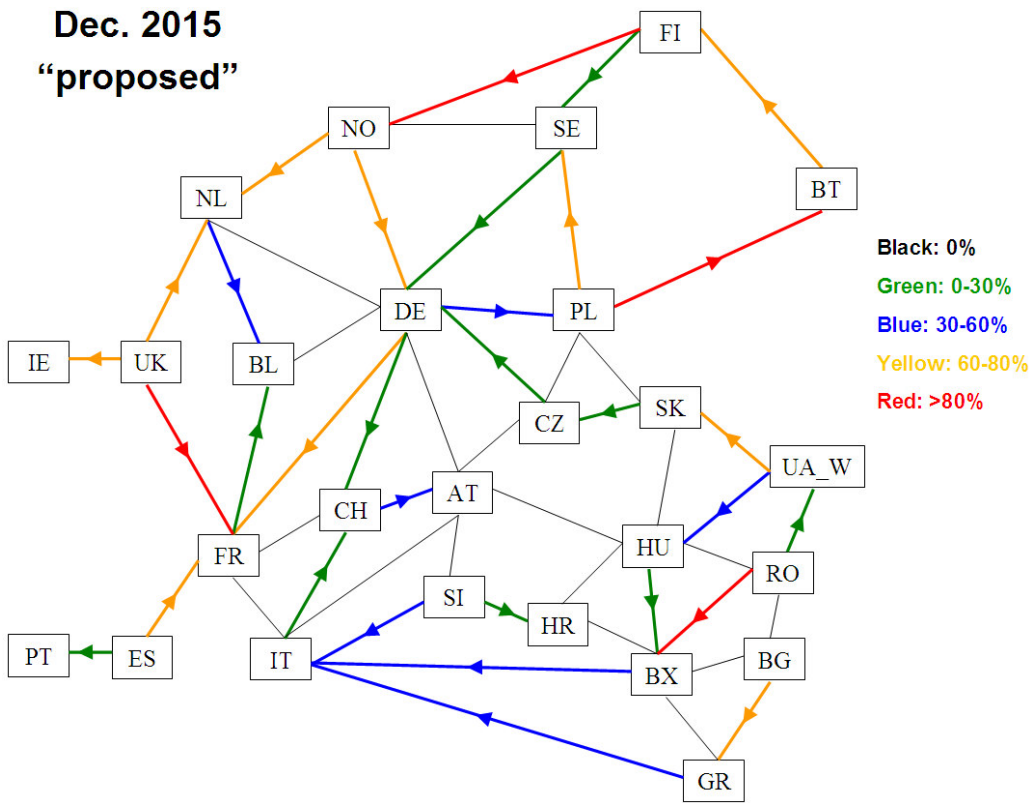 Dec. 2015
“proposed”
FI
NO
SE
NL
BT
Black: 0%
Green: 0-30%
Blue: 30-60%
Yellow: 60-80%
Red: >80%
DE
PL
IE
UK
BL
CZ
SK
UA_W
CH
AT
FR
HU
RO
SI
HR
PT
ES
IT
BX
BG
GR